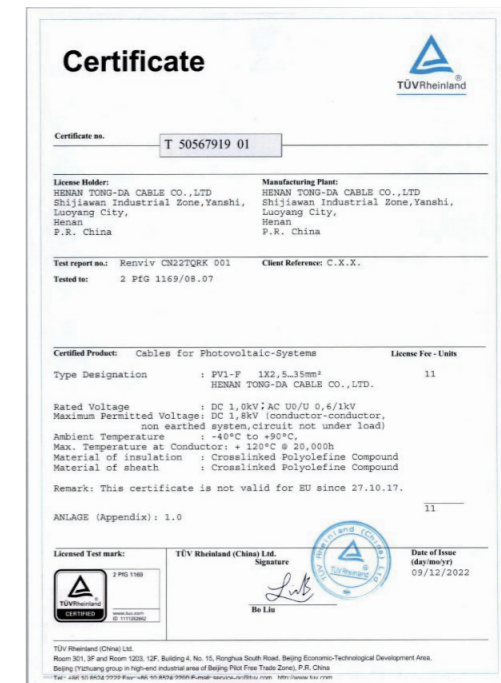 Certificate
TÜVRheinland®
Certificate no.
T 50567919 01
License Holder:
HENAN TONG-DA CABLE CO.,LTD
Shijiawan Industrial Zone,Yanshi,
Luoyang City,
Henan
P.R. China
Manufacturing Plant:
HENAN TONG-DA CABLE CO.,LTD
Shijiawan Industrial Zone,Yanshi,
Luoyang City,
Henan
P.R. China
Test report no.: Renviv CN22TQRK 001 Client Reference: C.X.X.
Tested to: 2 PfG 1169/08.07
Certified Product: Cables for Photovoltaic-Systems License Fee - Units
Type Designation : PV1-F 1X2,5…35mm² 11
HENAN TONG-DA CABLE CO.,LTD.
Rated Voltage : DC 1,0kV; AC U0/U 0,6/1kV
Maximum Permitted Voltage: DC 1,8kV (conductor-conductor,
non earthed system,circuit not under load)
Ambient Temperature : -40°C to +90°C,
Max. Temperature at Conductor: + 120°C @ 20,000h
Material of insulation : Crosslinked Polyolefine Compound
Material of sheath : Crosslinked Polyolefine Compound
Remark: This certificate is not valid for EU since 27.10.17.
11
ANLAGE (Appendix): 1.0
Licensed Test mark:
2 PfG 1169
TÜVRheinland
CERTIFIED
www.tuv.com
TÜV Rheinland (China) Ltd.
Signature
Bo Liu
TÜVRheinland
Date of Issue
(day/mo/yr)
09/12/2022
TÜV Rheinland (China) Ltd.
Room 301, 3F and Room 1203, 12F, Building 4, No. 15, Ronghua South Road, Beijing Economic-Technological Development Area,
Beijing (Yizhuang group in high-end industrial area of Beijing Pilot Free Trade Zone), P.R. China